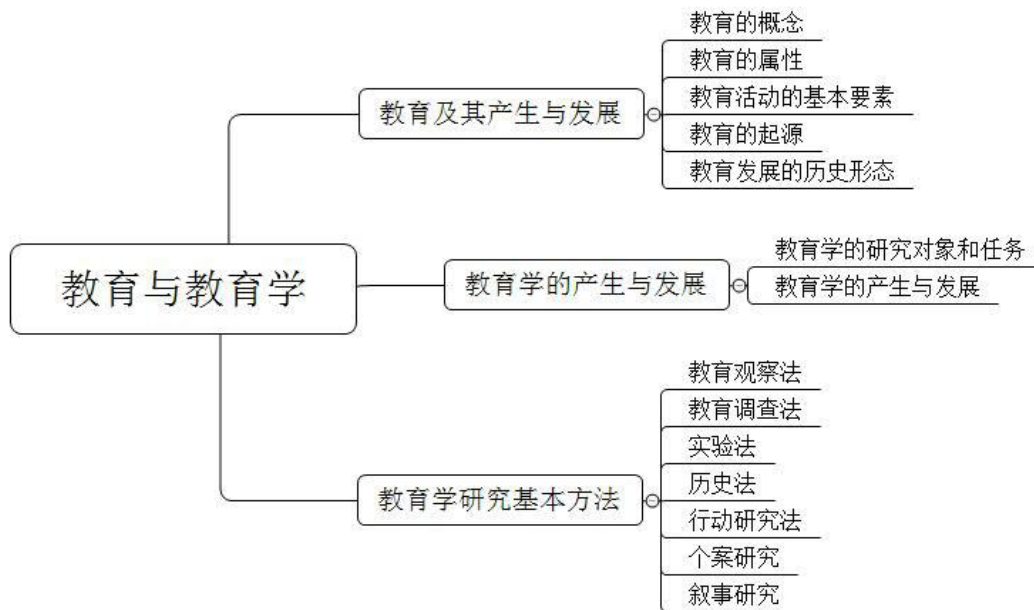 教育与教育学
教育及其产生与发展
教育的概念
教育的属性
教育活动的基本要素
教育的起源
教育发展的历史形态
教育学的产生与发展
教育学的研究对象和任务
教育学的产生与发展
教育学研究基本方法
教育观察法
教育调查法
实验法
历史法
行动研究法
个案研究
叙事研究